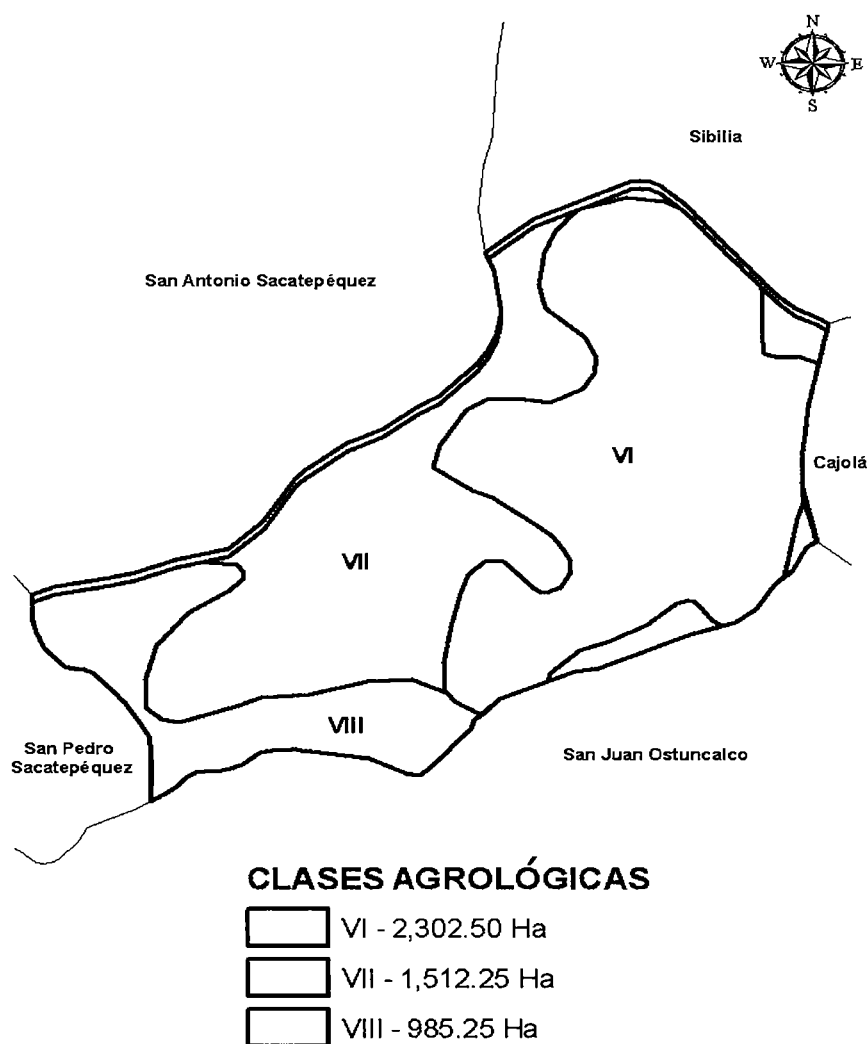 N
W E
S
Sibilia
San Antonio Sacatepéquez
VI
Cajolá
VII
VIII
San Pedro
Sacatepéquez
San Juan Ostuncalco
CLASES AGROLÓGICAS
VI - 2,302.50 Ha
VII - 1,512.25 Ha
VIII - 985.25 Ha